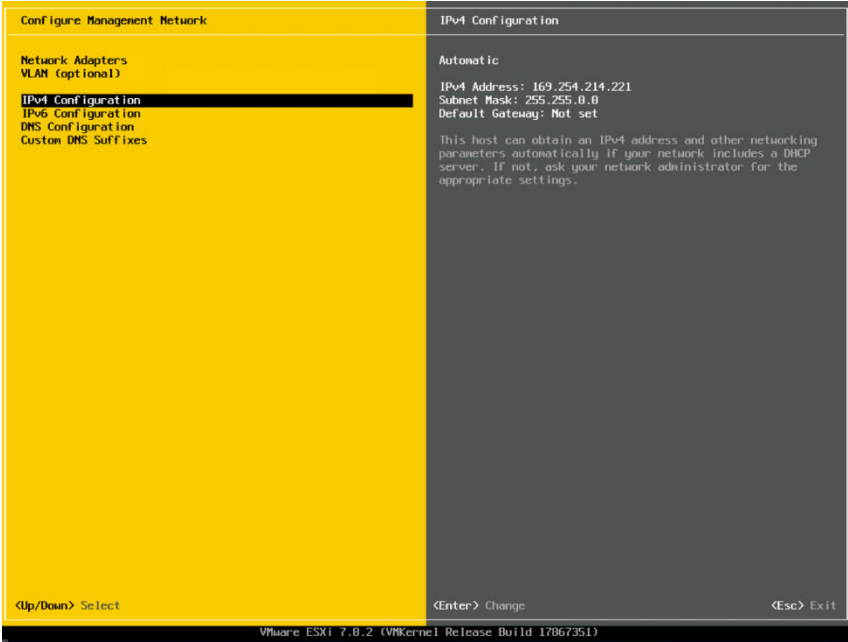 Configure Management Network
Network Adapters
VLAN (optional)
IPv4 Configuration
IPv6 Configuration
DNS Configuration
Custom DNS Suffixes
IPv4 Configuration
Automatic
IPv4 Address: 169.254.214.221
Subnet Mask: 255.255.0.0
Default Gateway: Not set
This host can obtain an IPv4 address and other networking
parameters automatically if your network includes a DHCP
server. If not, ask your network administrator for the
appropriate settings.
<Up/Down> Select
<Enter> Change
<Esc> Exit
VMware ESXi 7.0.2 (VMKernel Release Build 17867351)